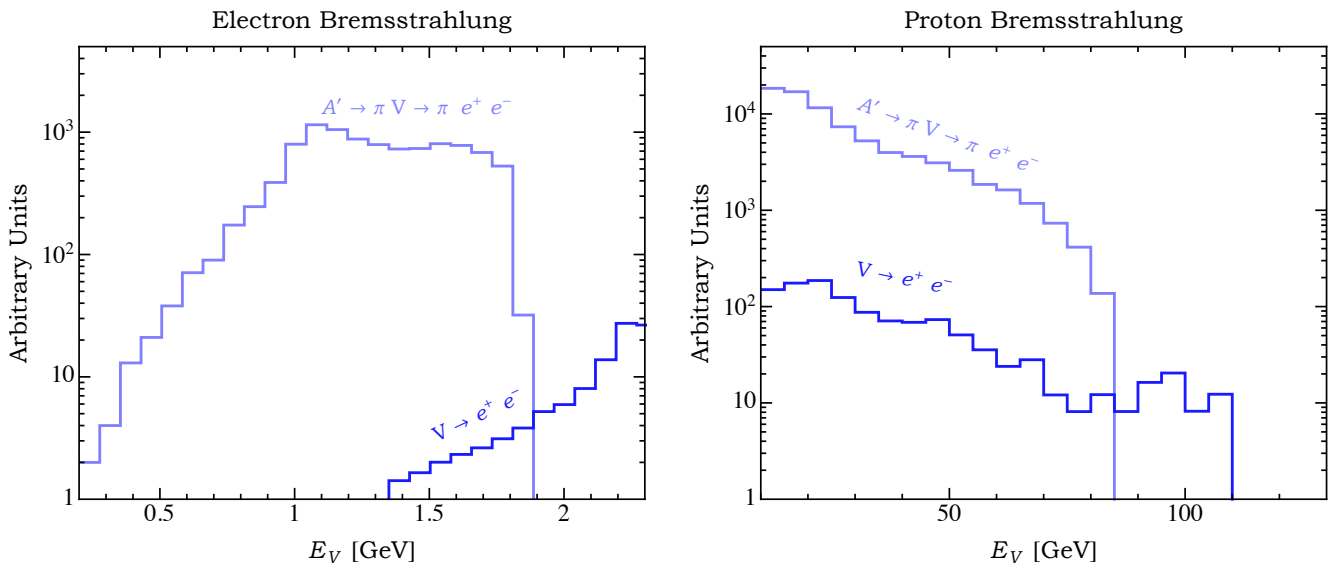 Electron Bremsstrahlung
Arbitrary Units
10³
10²
10
1
A′ → π V → π e⁺ e⁻
V → e⁺ e⁻
0.5 1 1.5 2
E_V [GeV]
Proton Bremsstrahlung
Arbitrary Units
10⁴
10³
10²
10
1
A′ → π V → π e⁺ e⁻
V → e⁺ e⁻
50 100
E_V [GeV]